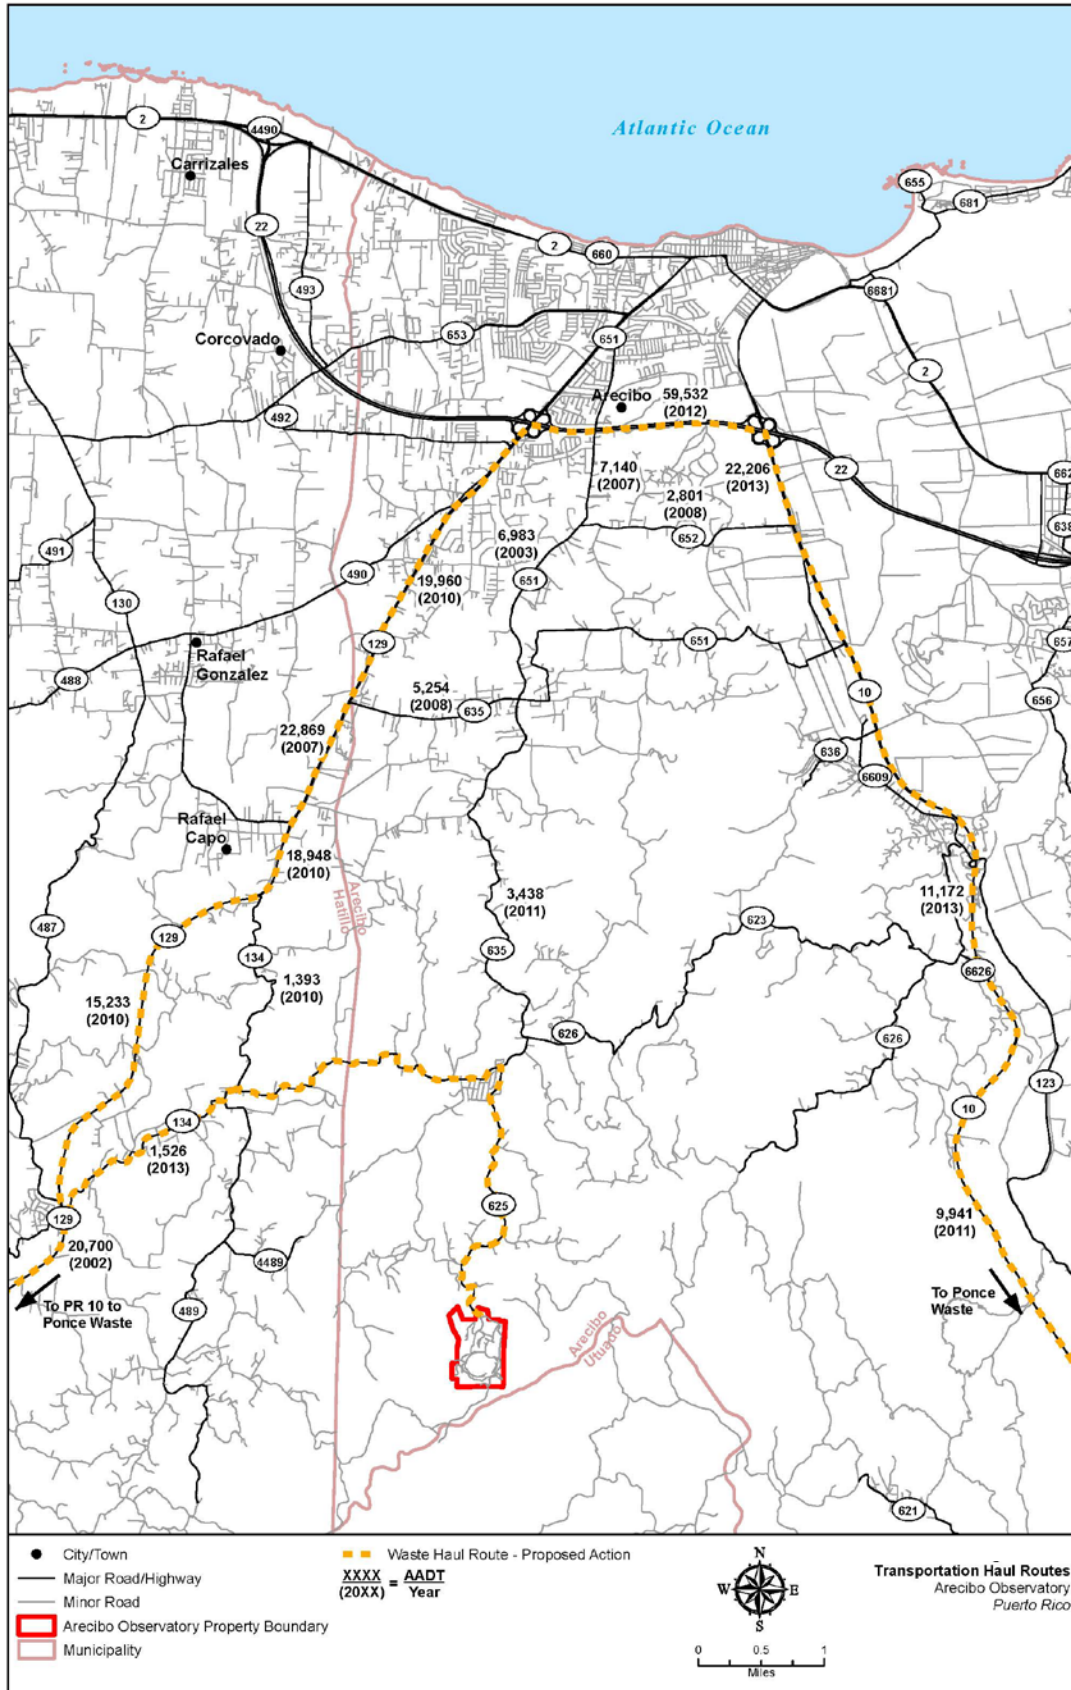 Atlantic Ocean
2
4490
Carrizales
655
681
22
2
660
493
6681
Corcovado
653
651
2
Arecibo
59,532
(2012)
492
662
7,140
(2007)
22,206
(2013)
22
2,801
(2008)
638
6,983
(2003)
652
491
490
19,960
(2010)
651
130
129
651
657
Rafael
Gonzalez
488
5,254
(2008)
635
10
656
22,869
(2007)
636
6609
Rafael
Capo
18,948
(2010)
Arecibo
Hatillo
3,438
(2011)
11,172
(2013)
487
129
623
134
635
6626
1,393
(2010)
15,233
(2010)
626
626
123
134
10
1,526
(2013)
625
129
9,941
(2011)
20,700
(2002)
4489
To PR 10 to
Ponce Waste
489
To Ponce
Waste
Arecibo
Utuado
621
City/Town
Major Road/Highway
Minor Road
Arecibo Observatory Property Boundary
Municipality
Waste Haul Route - Proposed Action
XXXX
(20XX)
=
AADT
Year
N
W
E
S
0
0.5
1
Miles
Transportation Haul Routes
Arecibo Observatory
Puerto Rico